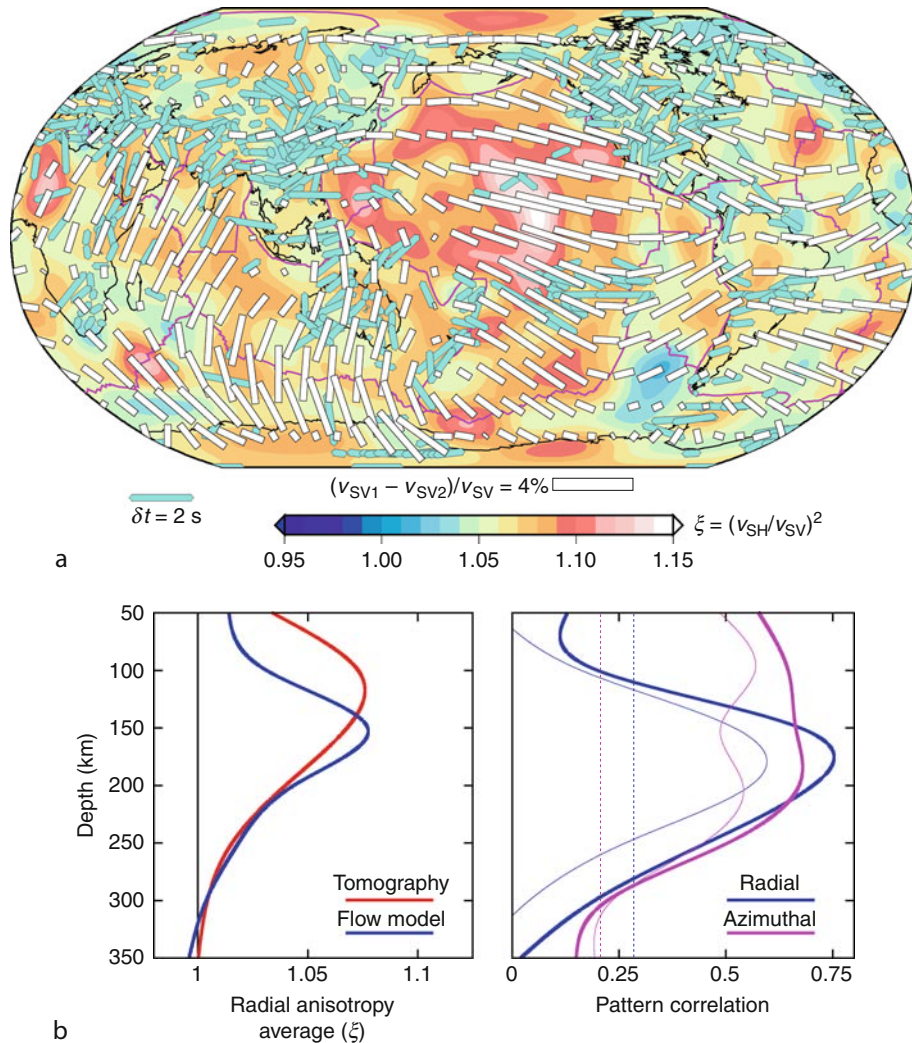 (vSV1 – vSV2)/vSV = 4%
δt = 2 s
ξ = (vSH/vSV)²
0.95 1.00 1.05 1.10 1.15
a
50
100
150
200
250
300
350
Depth (km)
Tomography
Flow model
1 1.05 1.1
Radial anisotropy
average (ξ)
Radial
Azimuthal
0 0.25 0.5 0.75
Pattern correlation
b